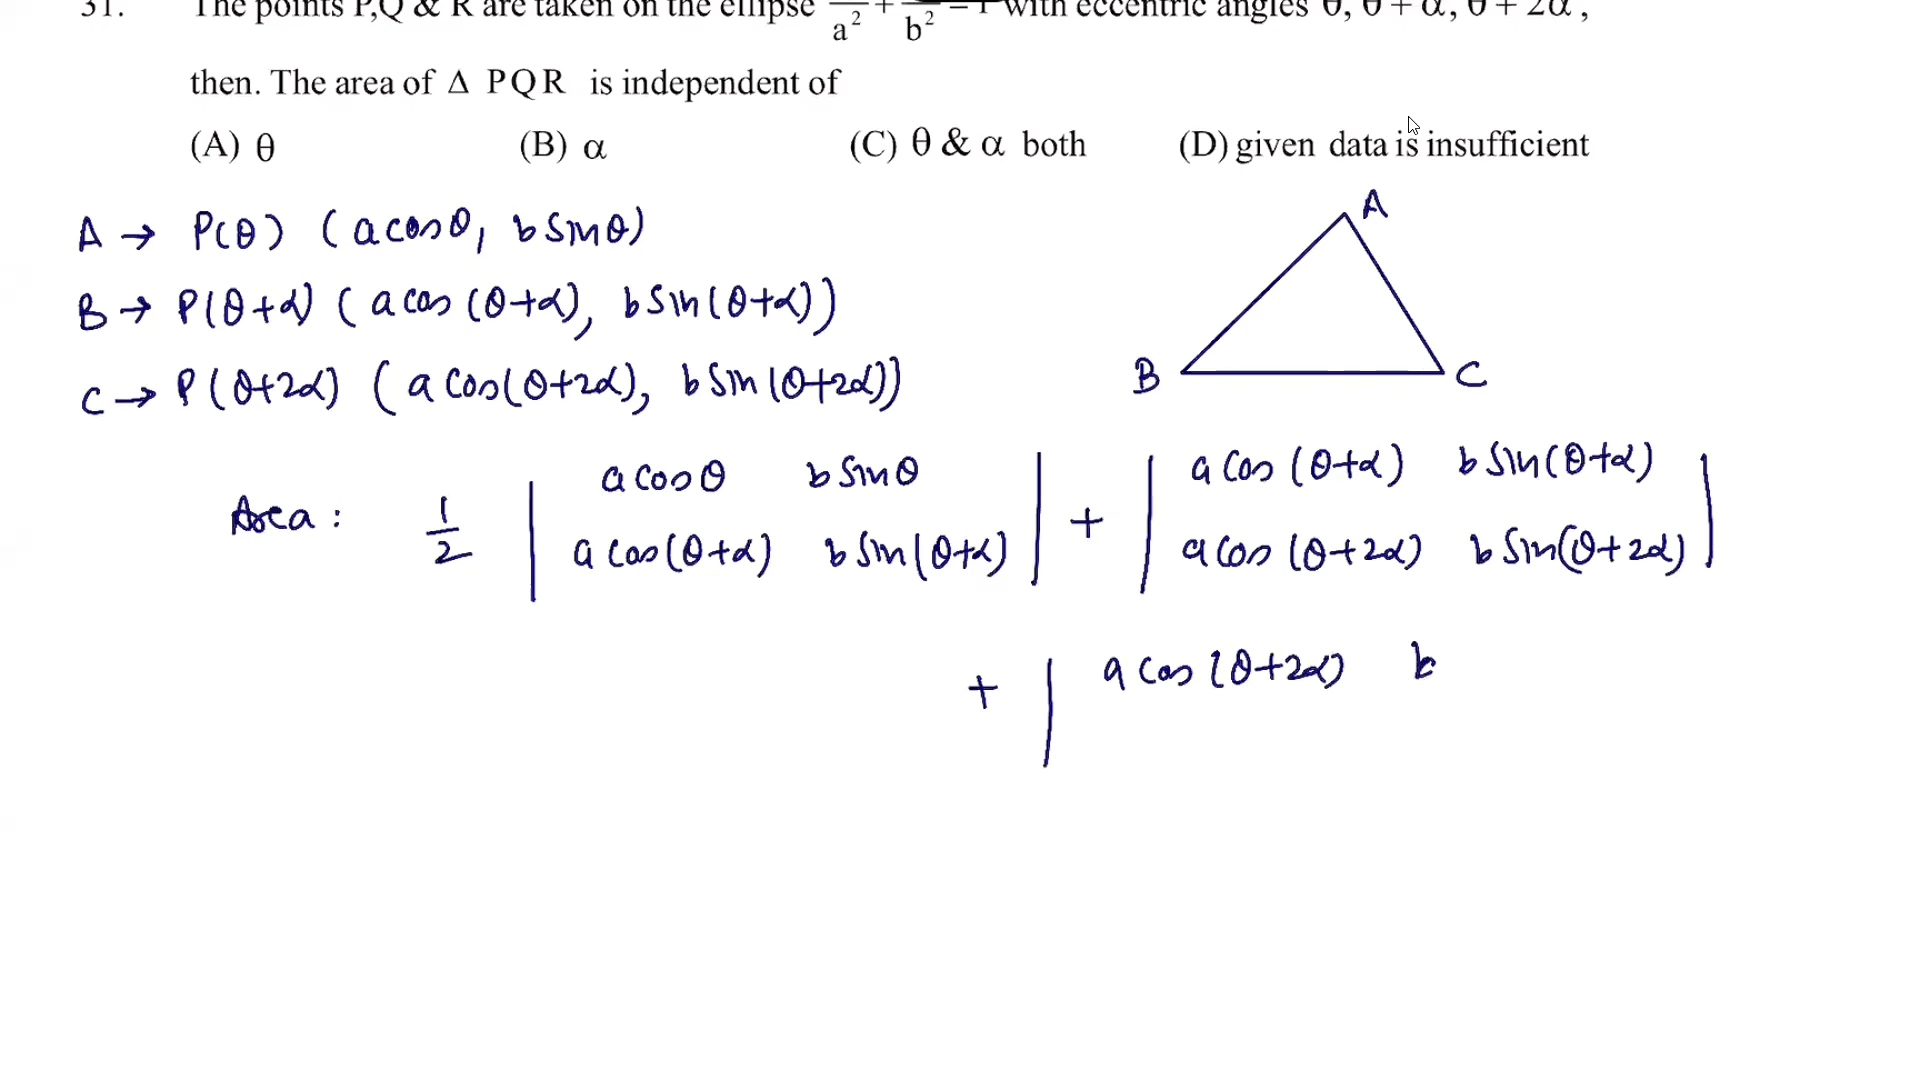 31. The points P,Q & R are taken on the ellipse a² + b² = 1 with eccentric angles θ, θ + α, θ + 2α ,
then. The area of Δ PQR is independent of
(A) θ (B) α (C) θ & α both (D) given data is insufficient
A → P(θ) (a cosθ, b sinθ)
B → P(θ+α) (a cos (θ+α), b sin(θ+α))
C → P(θ+2α) (a cos(θ+2α), b sin(θ+2α))
A
B C
Area : 1/2 | a cosθ b sinθ | + | a cos (θ+α) b sin(θ+α) |
| a cos(θ+α) b sin(θ+α) | | a cos (θ+2α) b sin(θ+2α) |
+ | a cos (θ+2α) b